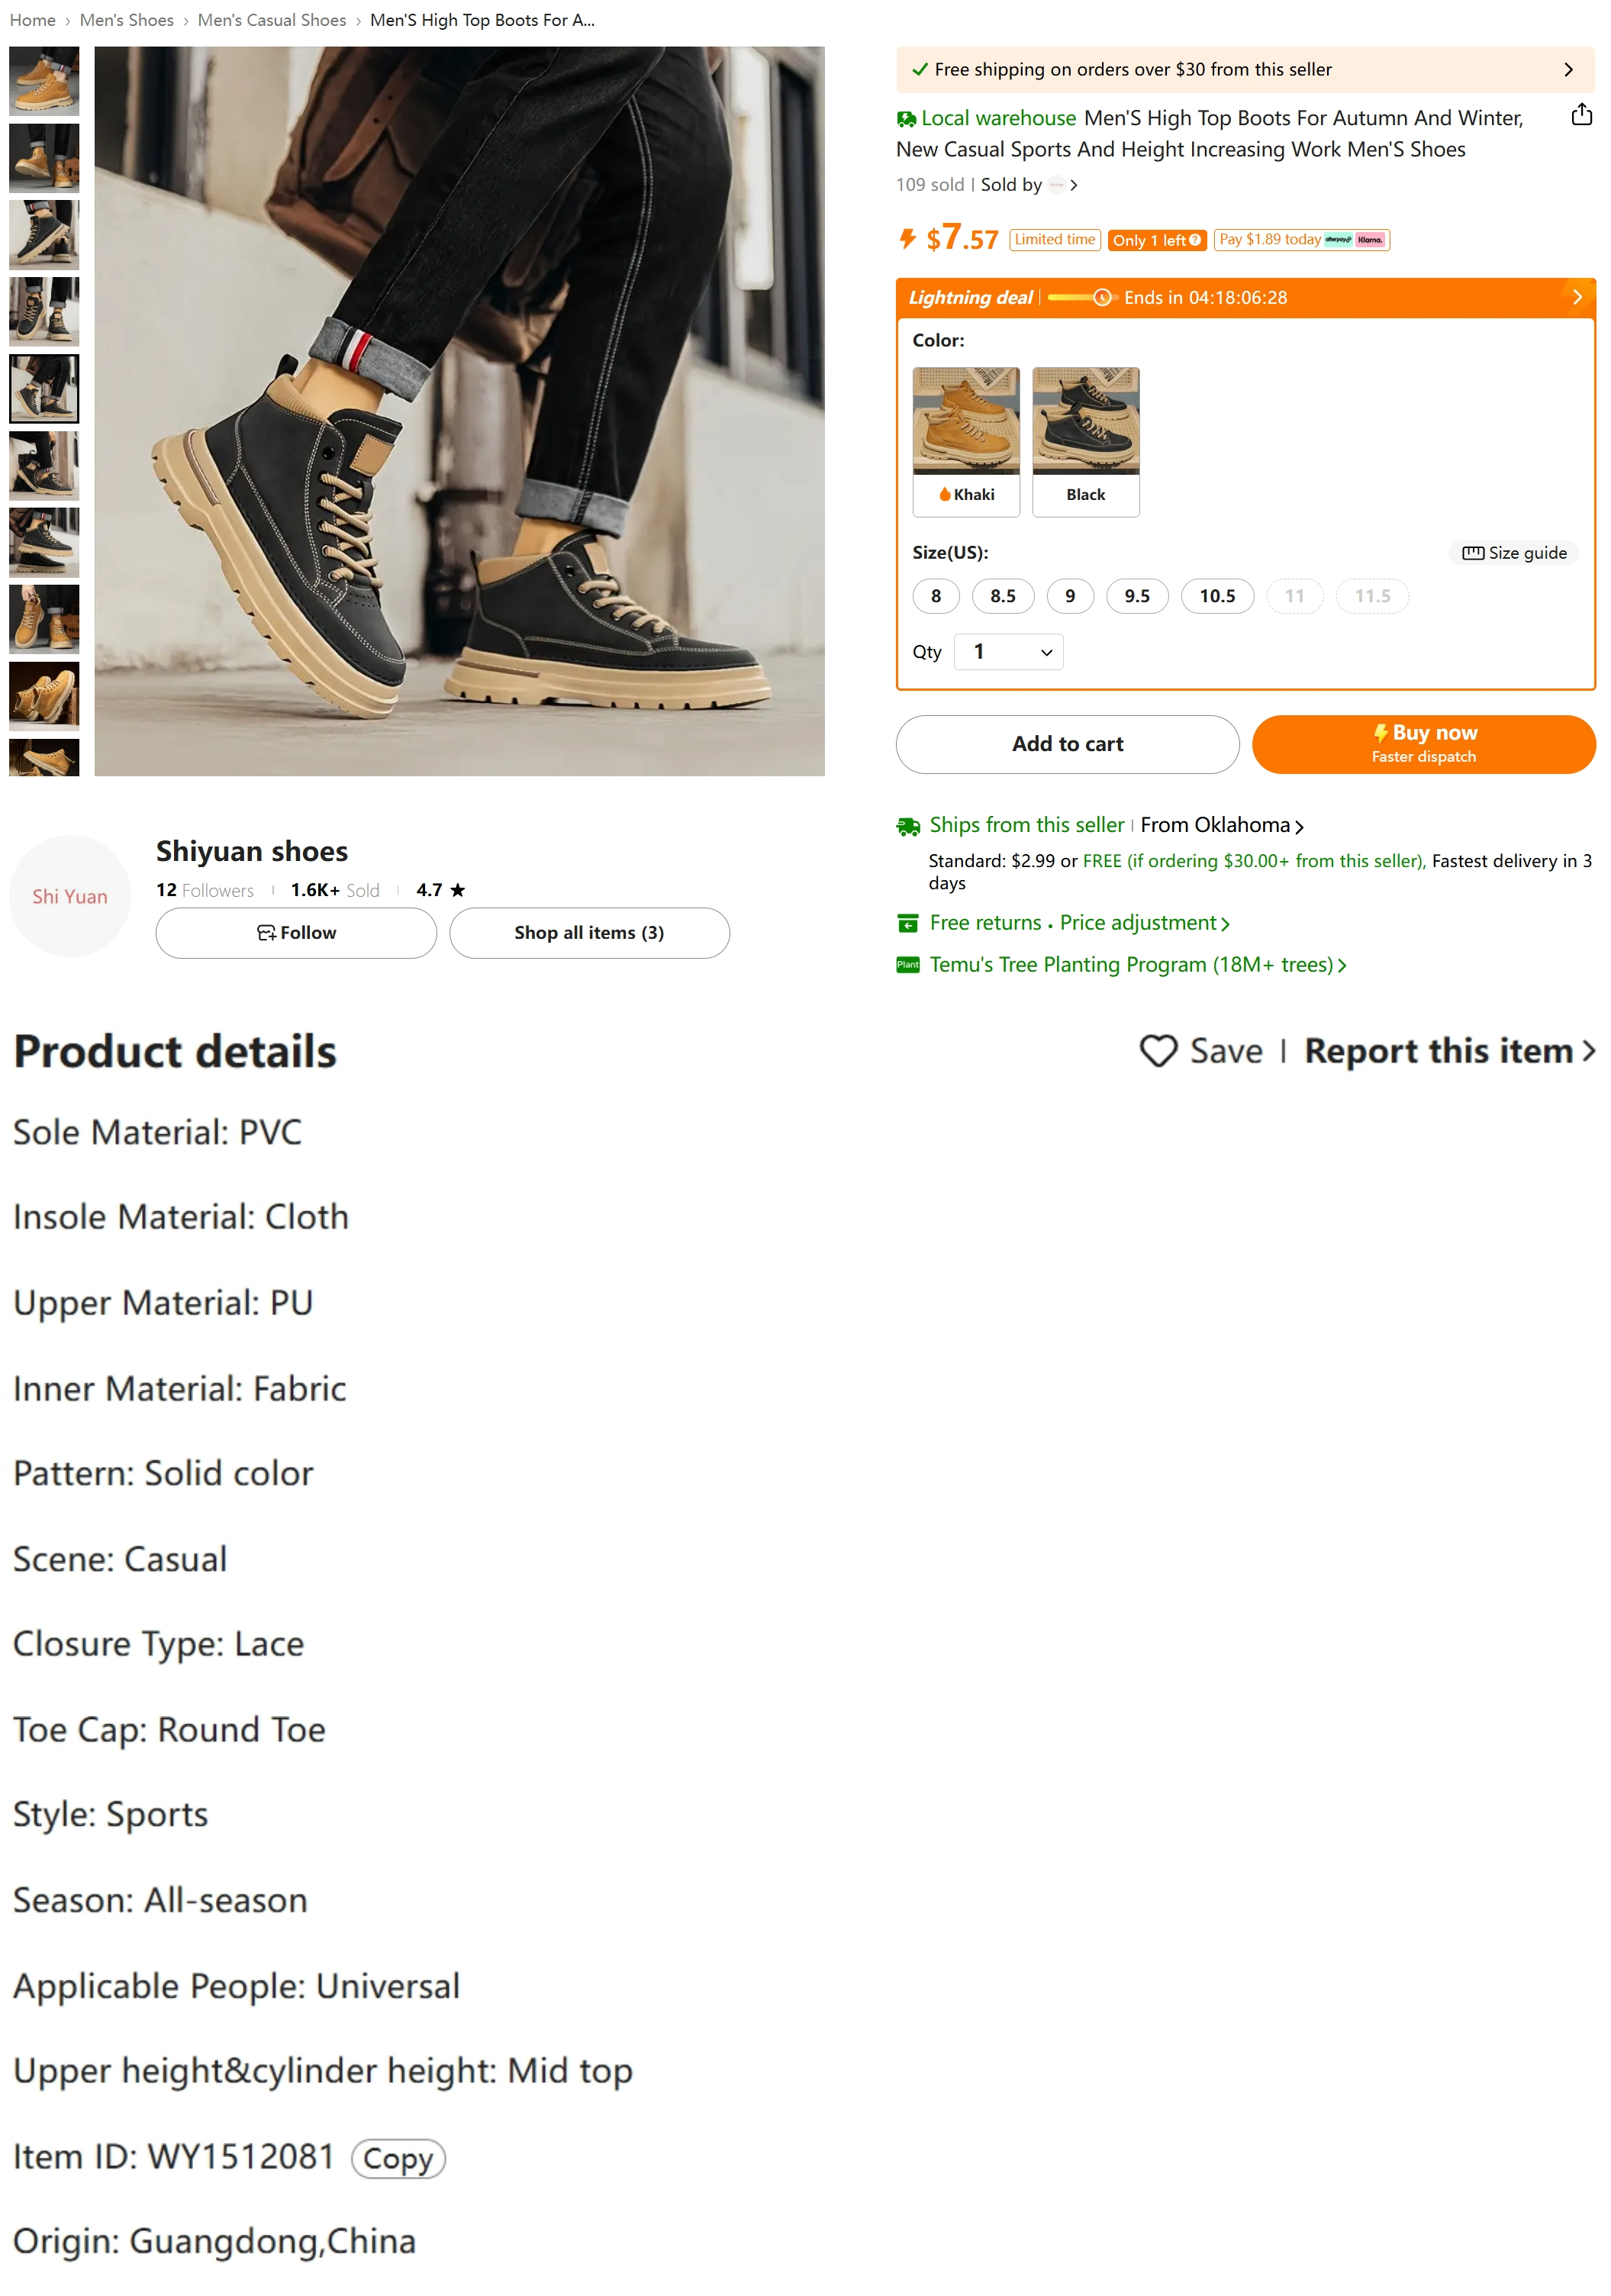 Home › Men's Shoes › Men's Casual Shoes › Men'S High Top Boots For A...
Free shipping on orders over $30 from this seller
Local warehouse Men'S High Top Boots For Autumn And Winter,
New Casual Sports And Height Increasing Work Men'S Shoes
109 sold | Sold by
$7.57 Limited time Only 1 left Pay $1.89 today afterpay Klarna.
Lightning deal | Ends in 04:18:06:28
Color:
Khaki Black
Size(US): Size guide
8 8.5 9 9.5 10.5 11 11.5
Qty 1
Add to cart
Buy now
Faster dispatch
Ships from this seller | From Oklahoma
Standard: $2.99 or FREE (if ordering $30.00+ from this seller), Fastest delivery in 3
days
Free returns · Price adjustment
Plant Temu's Tree Planting Program (18M+ trees)
Shi Yuan
Shiyuan shoes
12 Followers | 1.6K+ Sold | 4.7 ★
Follow
Shop all items (3)
Product details
Save | Report this item
Sole Material: PVC
Insole Material: Cloth
Upper Material: PU
Inner Material: Fabric
Pattern: Solid color
Scene: Casual
Closure Type: Lace
Toe Cap: Round Toe
Style: Sports
Season: All-season
Applicable People: Universal
Upper height&cylinder height: Mid top
Item ID: WY1512081 Copy
Origin: Guangdong,China